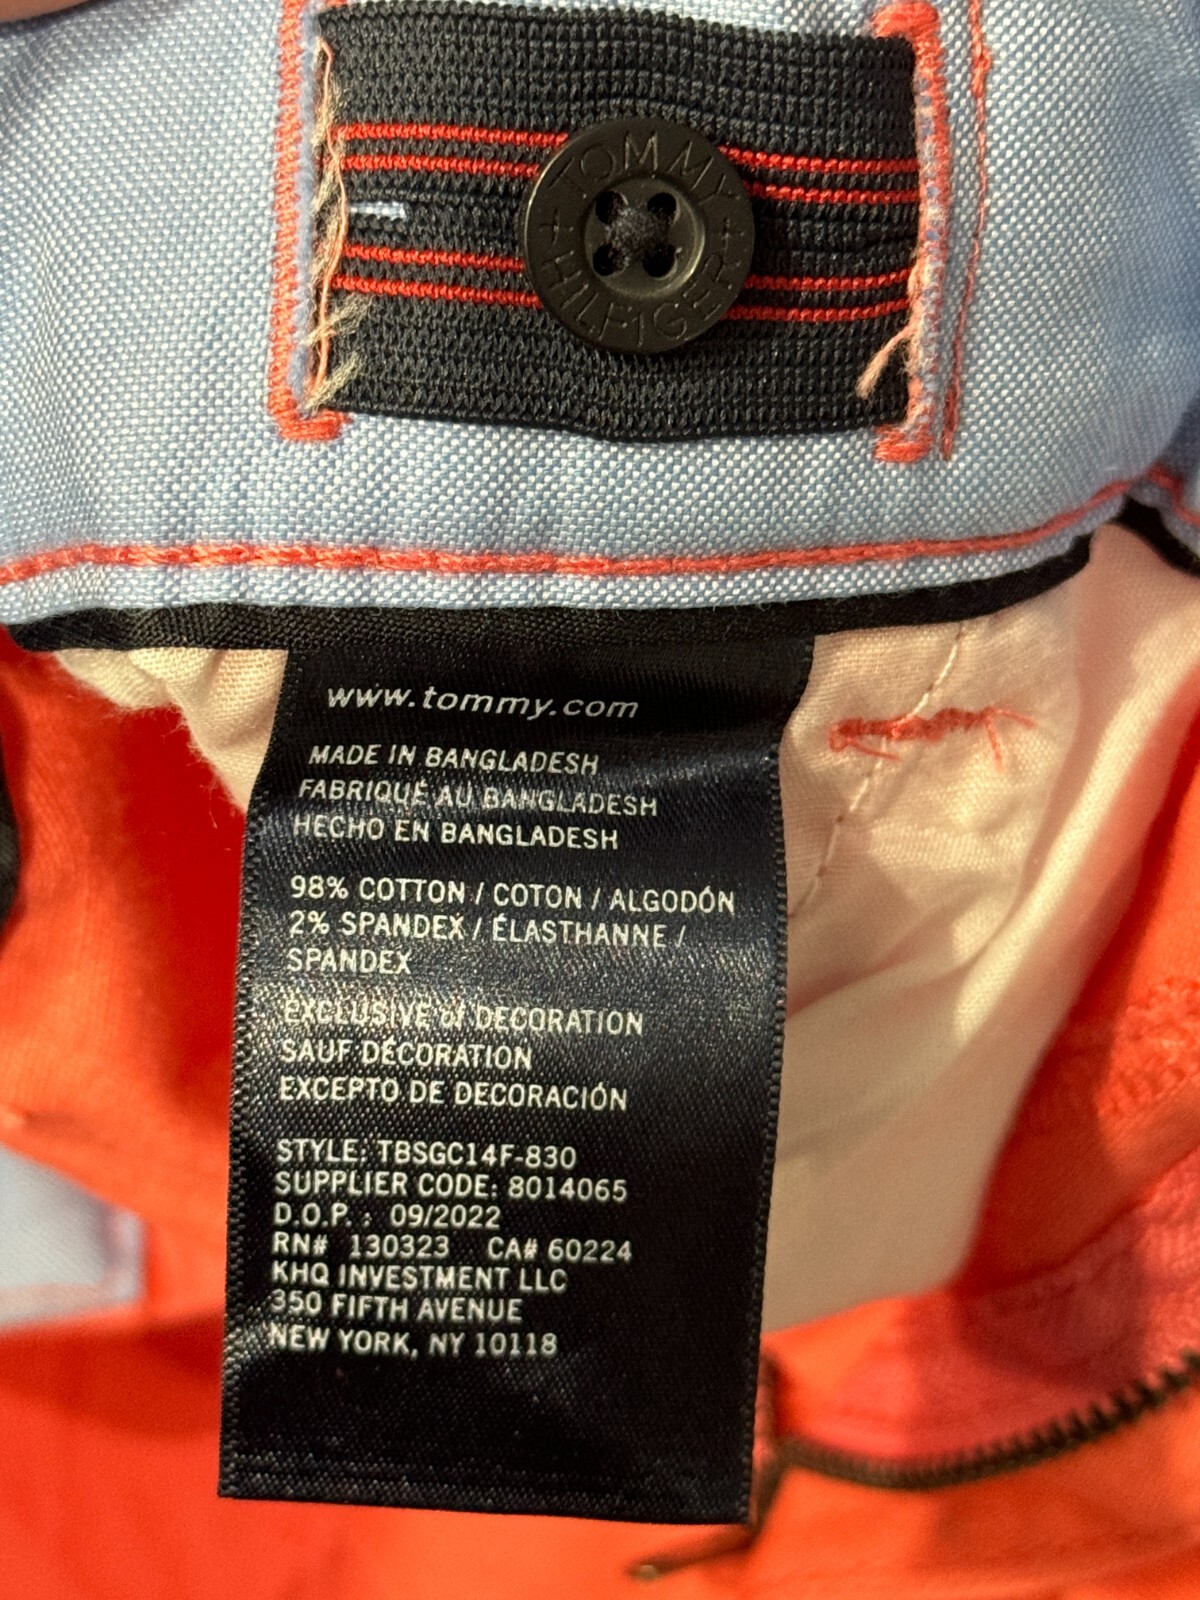 TOMMY
HILFIGER
www.tommy.com
MADE IN BANGLADESH
FABRIQUÉ AU BANGLADESH
HECHO EN BANGLADESH
98% COTTON / COTON / ALGODÓN
2% SPANDEX / ÉLASTHANNE /
SPANDEX
EXCLUSIVE of DECORATION
SAUF DÉCORATION
EXCEPTO DE DECORACIÓN
STYLE: TBSGC14F-830
SUPPLIER CODE: 8014065
D.O.P. : 09/2022
RN# 130323 CA# 60224
KHQ INVESTMENT LLC
350 FIFTH AVENUE
NEW YORK, NY 10118